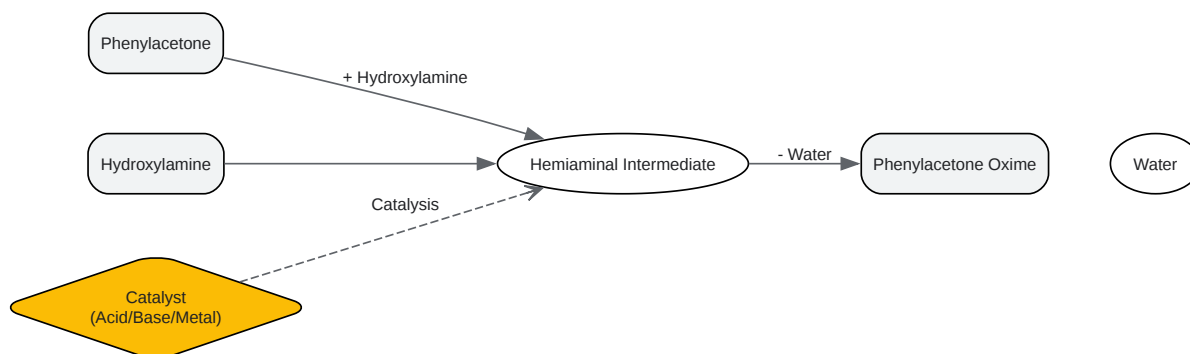 Phenylacetone
+ Hydroxylamine
Hydroxylamine
Hemiaminal Intermediate
- Water
Phenylacetone Oxime
Water
Catalysis
Catalyst
(Acid/Base/Metal)